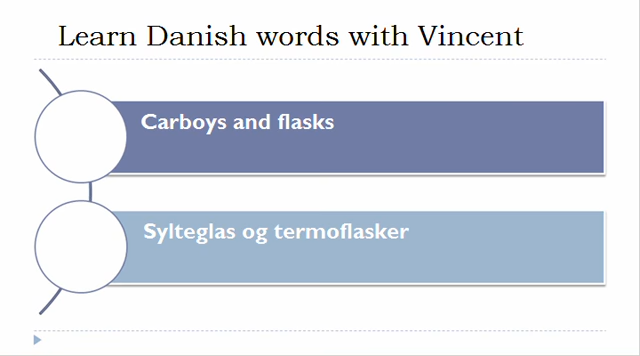 Learn Danish words with Vincent
Carboys and flasks
Sylteglas og termoflasker